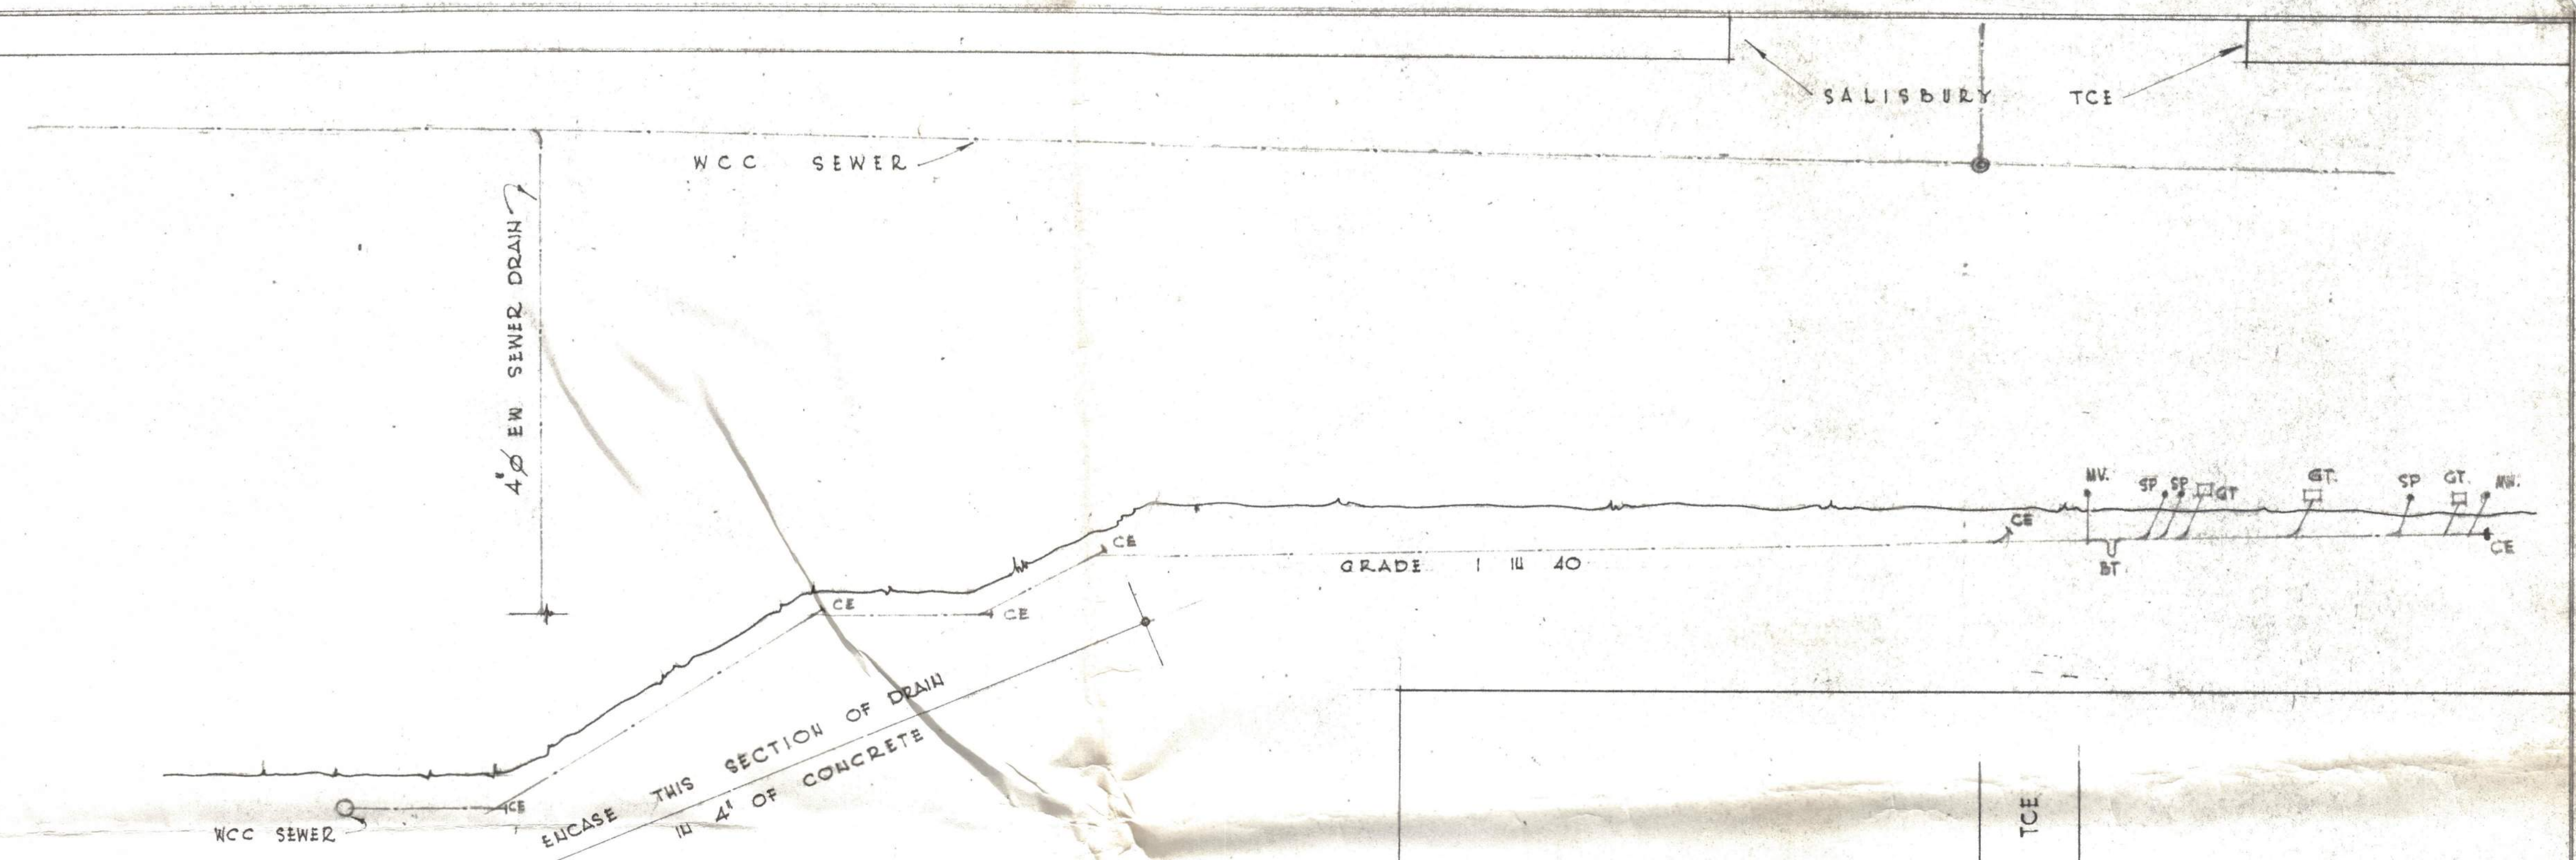 SALISBURY TCE
WCC SEWER
4"Ø EW SEWER DRAIN
MV.
SP
SP
GT
GT.
SP
GT.
MV.
CE
CE
BT.
CE
GRADE 1 IN 40
CE
CE
ENCASE THIS SECTION OF DRAIN
IN 4" OF CONCRETE
CE
WCC SEWER
TCE